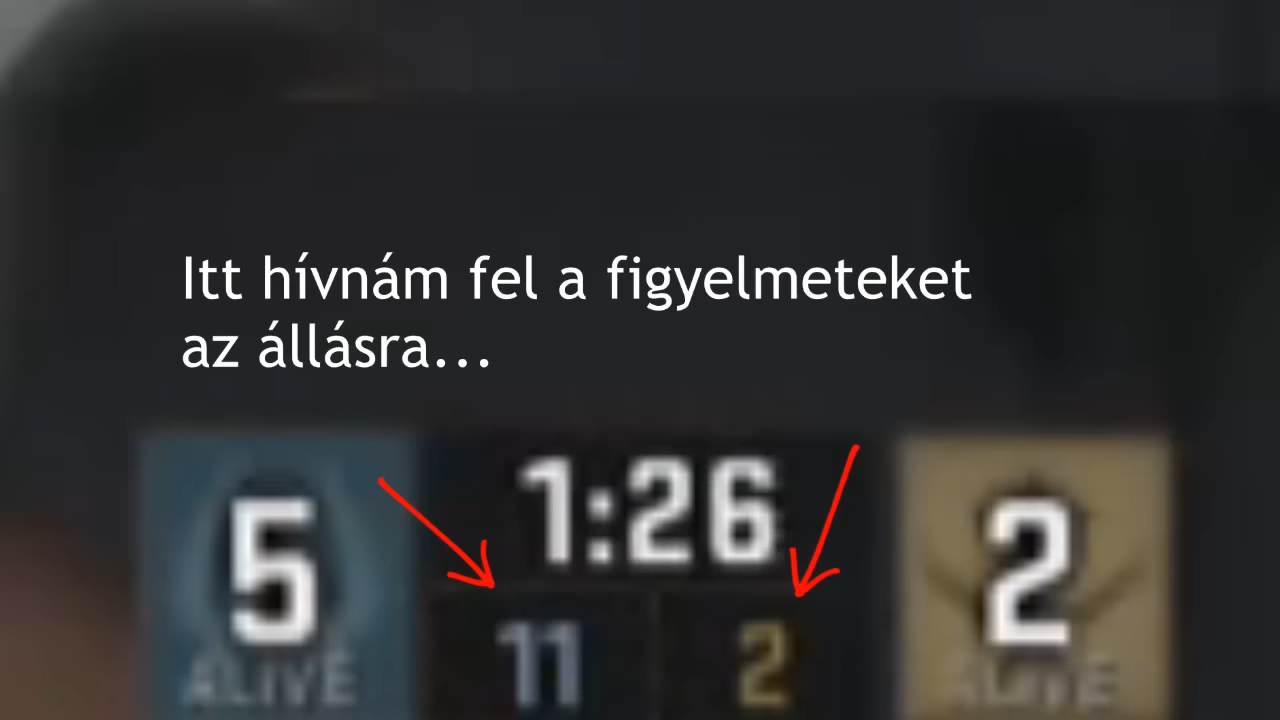 Itt hívnám fel a figyelmeteket
az állásra...
1:26
5
2
11
2
ALIVE
ALIVE